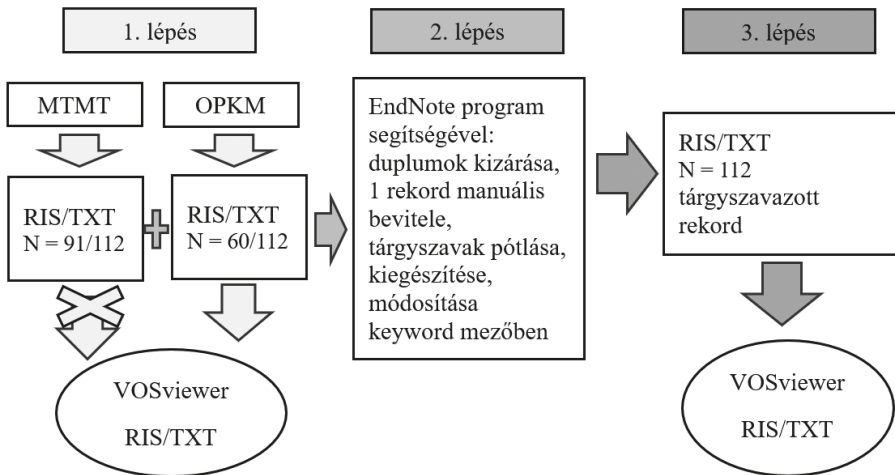 1. lépés
MTMT
OPKM
RIS/TXT
N = 91/112
RIS/TXT
N = 60/112
VOSviewer
RIS/TXT
2. lépés
EndNote program
segítségével:
duplumok kizárása,
1 rekord manuális
bevitele,
tárgyszavak pótlása,
kiegészítése,
módosítása
keyword mezőben
3. lépés
RIS/TXT
N = 112
tárgyszavazott
rekord
VOSviewer
RIS/TXT